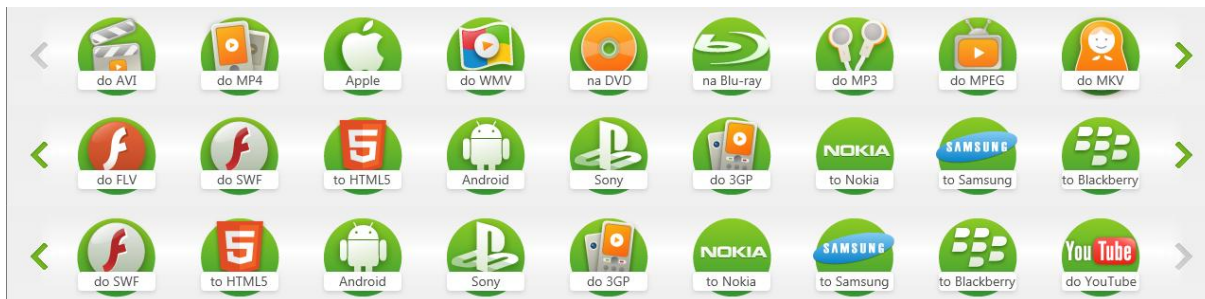 do AVI
do MP4
Apple
do WMV
na DVD
na Blu-ray
do MP3
do MPEG
do MKV
NOKIA
SAMSUNG
do FLV
do SWF
5
to HTML5
Android
Sony
do 3GP
to Nokia
to Samsung
to Blackberry
5
NOKIA
SAMSUNG
You Tube
do SWF
to HTML5
Android
Sony
do 3GP
to Nokia
to Samsung
to Blackberry
do YouTube